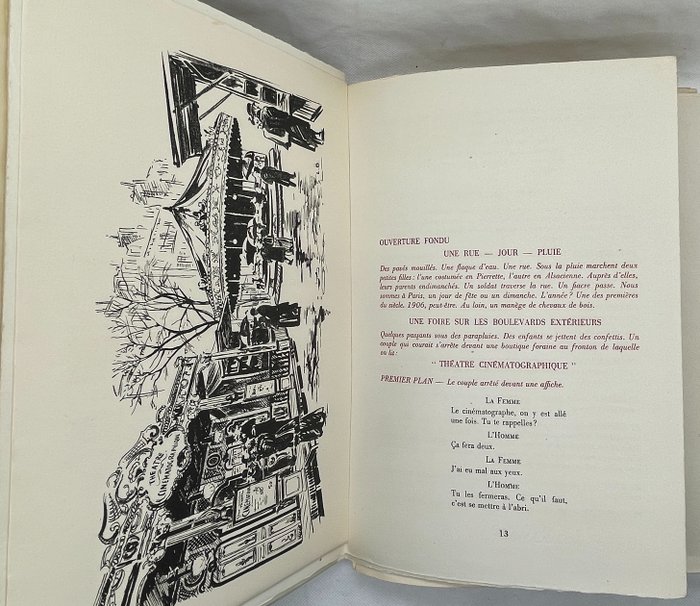 THÉATRE
CINÉMATOGRAPHIQUE
OUVERTURE FONDU
UNE RUE — JOUR — PLUIE
Des pavés mouillés. Une flaque d'eau. Une rue. Sous la pluie marchent deux
petites filles : l'une costumée en Pierrette, l'autre en Alsacienne. Auprès d'elles,
leurs parents endimanchés. Un soldat traverse la rue. Un fiacre passe. Nous
sommes à Paris, un jour de fête ou un dimanche. L'année? Une des premières
du siècle. 1906, peut-être. Au loin, un manège de chevaux de bois.
UNE FOIRE SUR LES BOULEVARDS EXTÉRIEURS
Quelques passants sous des parapluies. Des enfants se jettent des confettis. Un
couple qui courait s'arrête devant une boutique foraine au fronton de laquelle
on lit :
" THÉATRE CINÉMATOGRAPHIQUE "
PREMIER PLAN — Le couple arrêté devant une affiche.
LA FEMME
Le cinématographe, on y est allé
une fois. Tu te rappelles?
L'HOMME
Ça fera deux.
LA FEMME
J'ai eu mal aux yeux.
L'HOMME
Tu les fermeras. Ce qu'il faut,
c'est se mettre à l'abri.
13